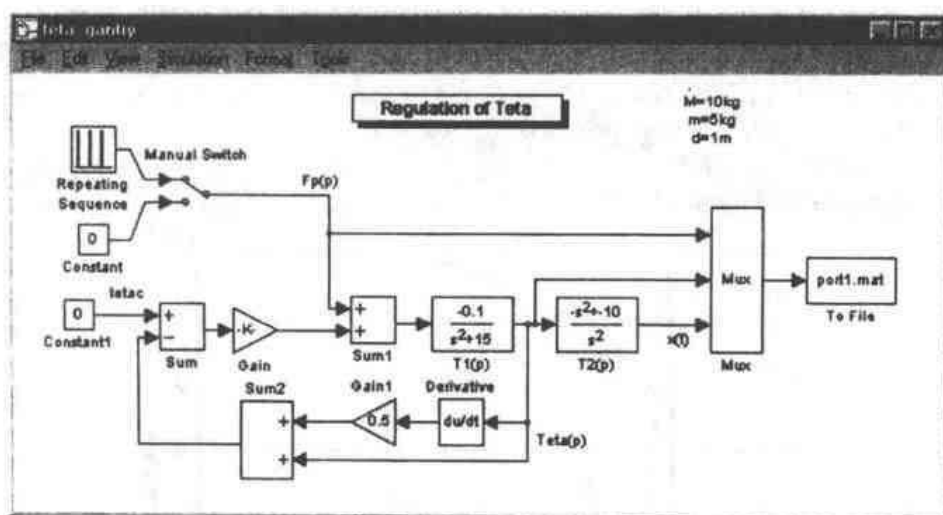 teta_gantry
File Edit View Simulation Format Tools
Regulation of Teta
M=10kg
m=5kg
d=1m
Manual Switch
Repeating
Sequence
Fp(p)
0
Constant
tetac
0
Constant1
+
−
Sum
-K-
Gain
+
+
Sum1
-0.1
s²+15
T1(p)
-s²+-10
s²
T2(p)
x(t)
Mux
Mux
port1.mat
To File
Sum2
+
+
Gain1
0.5
Derivative
du/dt
Teta(p)